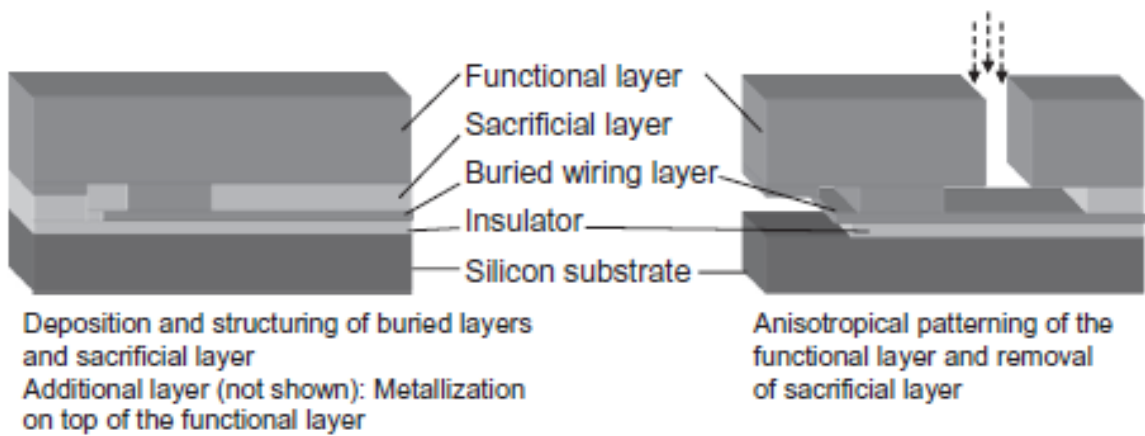 Functional layer
Sacrificial layer
Buried wiring layer
Insulator
Silicon substrate
Deposition and structuring of buried layers
and sacrificial layer
Additional layer (not shown): Metallization
on top of the functional layer
Anisotropical patterning of the
functional layer and removal
of sacrificial layer